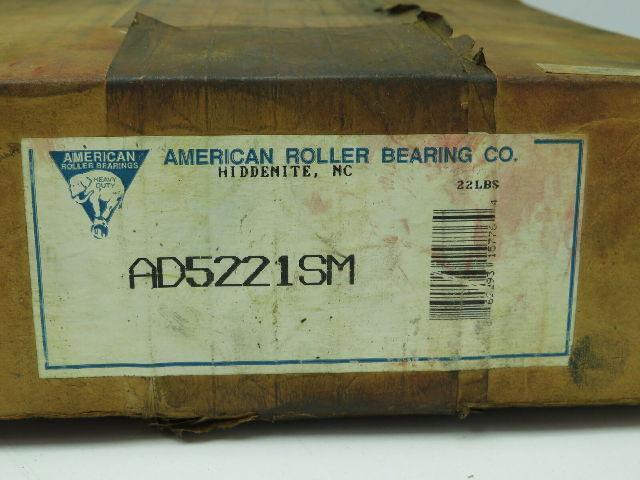 AMERICAN
ROLLER BEARINGS
HEAVY
DUTY
AMERICAN ROLLER BEARING CO.
HIDDENITE, NC
22LBS
AD5221SM